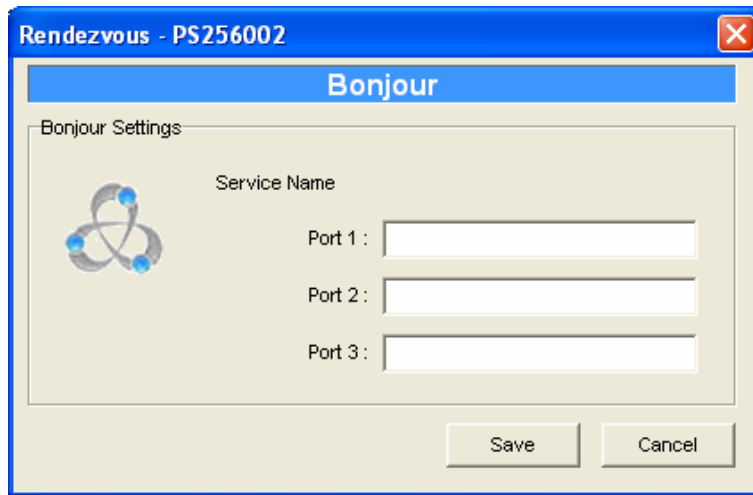 Rendezvous - PS256002
Bonjour
Bonjour Settings
Service Name
Port 1 :
Port 2 :
Port 3 :
Save Cancel